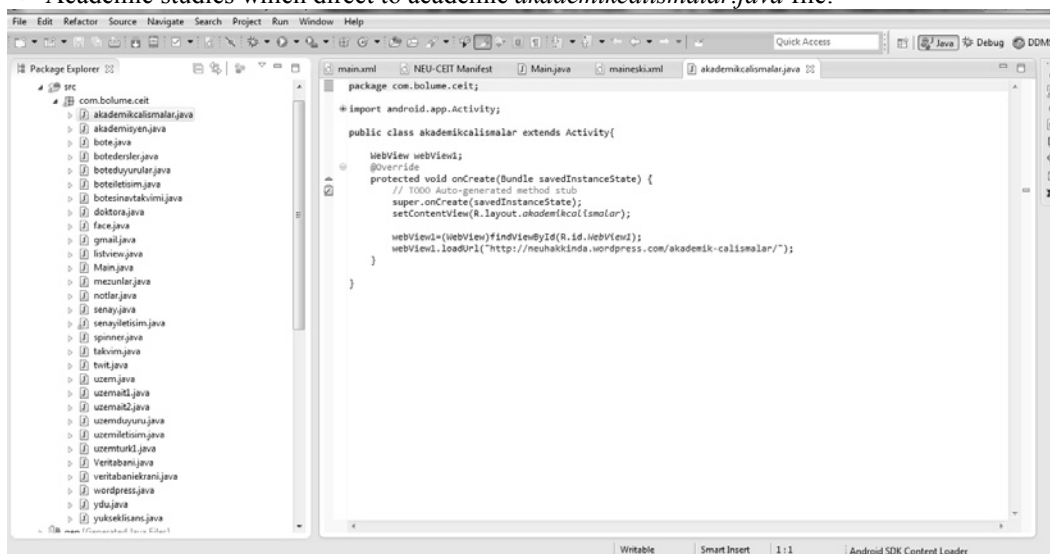 Academic studies which direct to academic akademikcalismalar.java file.
File Edit Refactor Source Navigate Search Project Run Window Help
Quick Access
Java
Debug
DDMS
Package Explorer
main.xml
NEU-CEIT Manifest
Main.java
maineski.xml
akademikcalismalar.java
src
com.bolume.ceit
akademikcalismalar.java
akademisyen.java
bote.java
botedersler.java
boteduyurular.java
boteiletisim.java
botesinavtakvimi.java
doktora.java
face.java
gmail.java
listview.java
Main.java
mezunlar.java
notlar.java
senay.java
senayiletisim.java
spinner.java
takvim.java
twit.java
uzem.java
uzemait1.java
uzemait2.java
uzemduyuru.java
uzemiletisim.java
uzemturk1.java
Veritabani.java
veritabaniekrani.java
wordpress.java
ydu.java
yukseklisans.java
gen [Generated Java Files]
package com.bolume.ceit;
import android.app.Activity;
public class akademikcalismalar extends Activity{
WebView webView1;
@Override
protected void onCreate(Bundle savedInstanceState) {
// TODO Auto-generated method stub
super.onCreate(savedInstanceState);
setContentView(R.layout.akademikcalismalar);
webView1=(WebView)findViewById(R.id.WebView1);
webView1.loadUrl("http://neuhakkinda.wordpress.com/akademik-calismalar/");
}
}
Writable
Smart Insert
1:1
Android SDK Content Loader